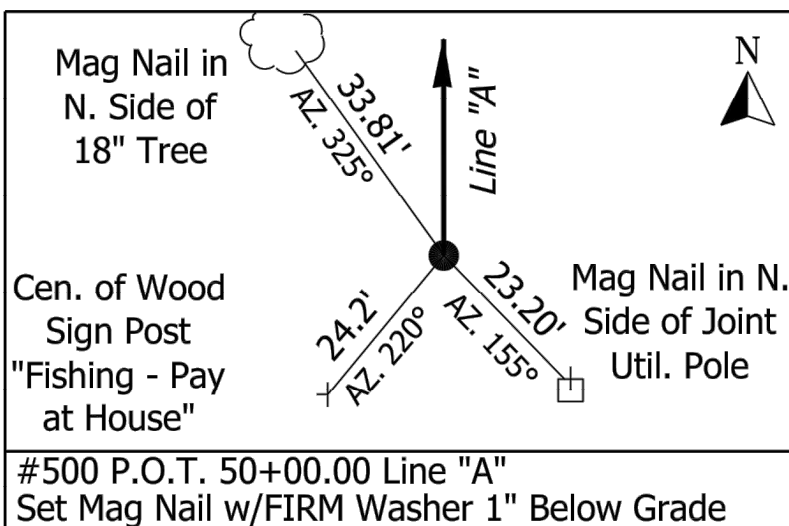 Mag Nail in
N. Side of
18" Tree
33.81'
AZ. 325°
Line "A"
N
Cen. of Wood
Sign Post
"Fishing - Pay
at House"
24.2'
AZ. 220°
23.20'
AZ. 155°
Mag Nail in N.
Side of Joint
Util. Pole
#500 P.O.T. 50+00.00 Line "A"
Set Mag Nail w/FIRM Washer 1" Below Grade